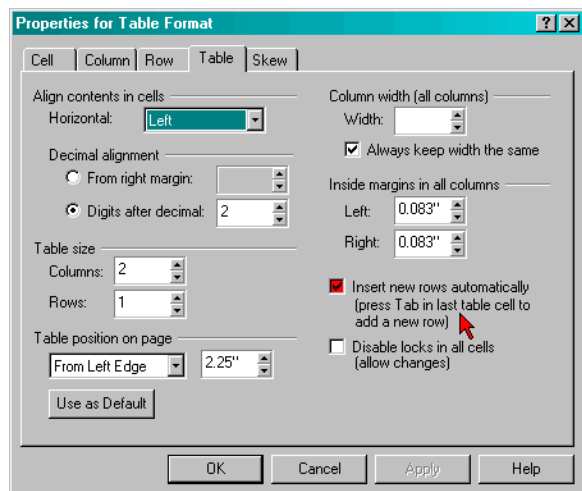 Properties for Table Format
? X
Cell Column Row Table Skew
Align contents in cells
Horizontal: Left
Decimal alignment
From right margin:
Digits after decimal: 2
Table size
Columns: 2
Rows: 1
Table position on page
From Left Edge 2.25"
Use as Default
Column width (all columns)
Width:
Always keep width the same
Inside margins in all columns
Left: 0.083"
Right: 0.083"
Insert new rows automatically
(press Tab in last table cell to
add a new row)
Disable locks in all cells
(allow changes)
OK Cancel Apply Help